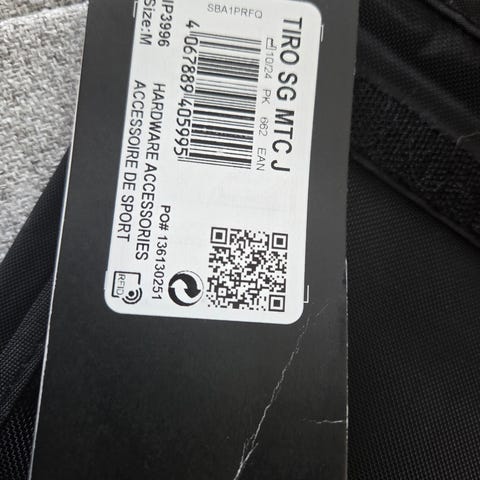 SBA1PRFQ
TIRO SG MTC J
10/24 PK 662 EAN
4 067889 405995
IP3996
Size:M
PO# 136130251
HARDWARE ACCESSORIES
ACCESSOIRE DE SPORT
RFID